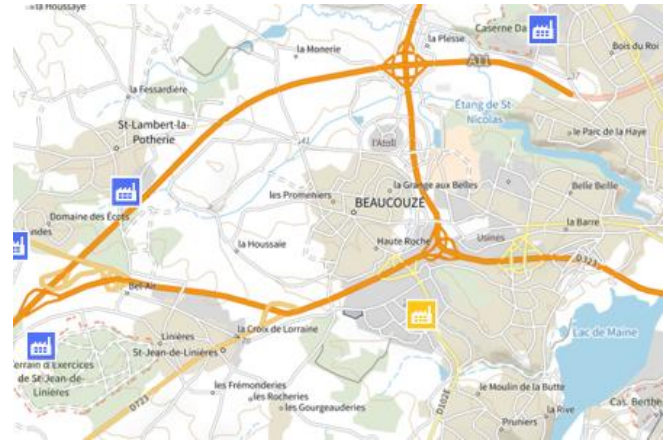 la Houssaye
la Plesse
Caserne Da
Bois du Roi
la Monerie
A11
la Fessardière
Étang de St
Nicolas
St-Lambert-la-
Potherie
l'Atoll
le Parc de la Haye
la Grange aux Belles
Belle Beille
les Promeniers
BEAUCOUZÉ
Domaine des Écots
andes
la Barre
Haute Roche
Usines
la Houssaie
D323
Bel-Air
la Croix de Lorraine
Lac de Maine
Linières
St-Jean-de-Linières
Terrain d'Exercices
de St-Jean-de-
Linières
les Frémonderies
le Moulin de la Butte
les Rocheries
D723
les Gourgeauderies
D102E
la Rive
Cas. Berthe
Pruniers